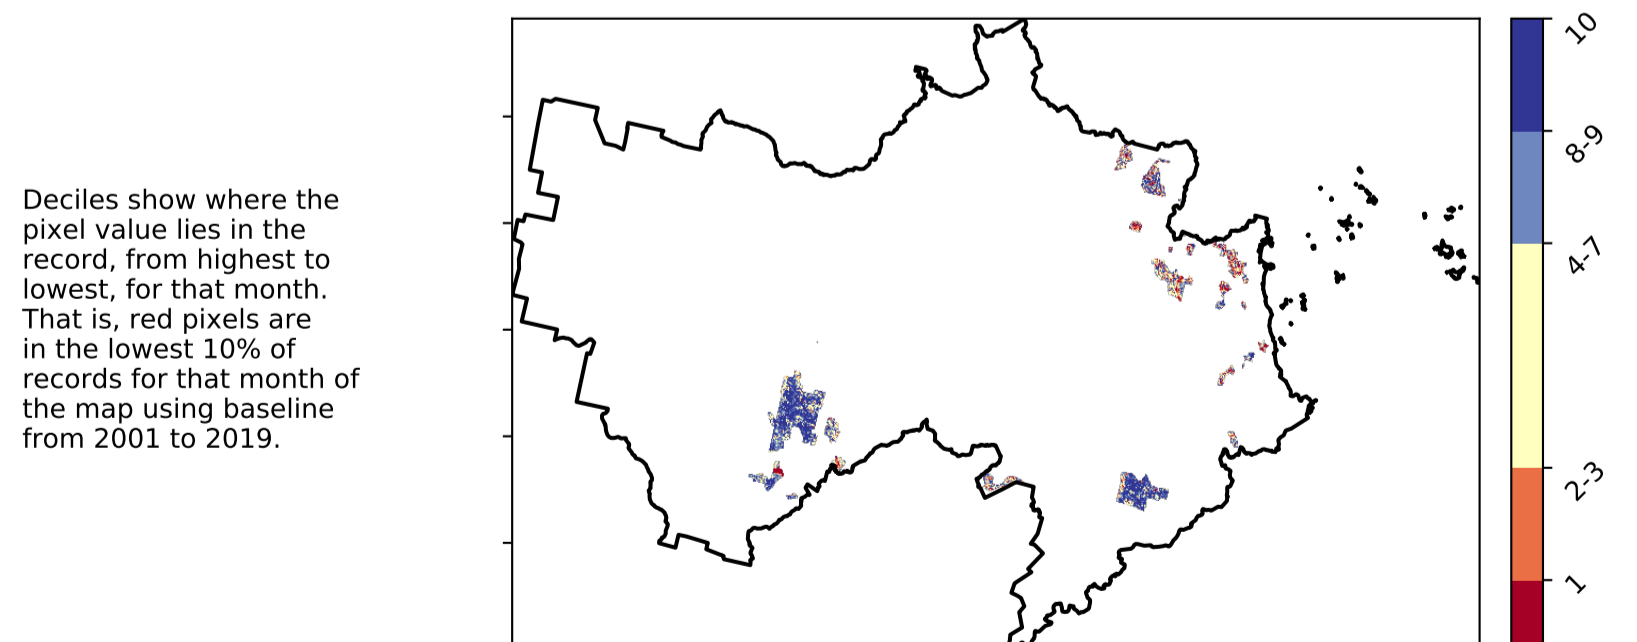 Deciles show where the
pixel value lies in the
record, from highest to
lowest, for that month.
That is, red pixels are
in the lowest 10% of
records for that month of
the map using baseline
from 2001 to 2019.
10
8-9
4-7
2-3
1